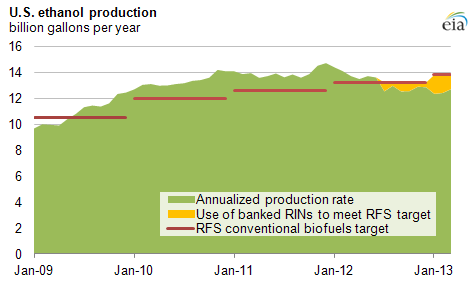 U.S. ethanol production
billion gallons per year
eia
16
14
12
10
8
6
4
2
0
Annualized production rate
Use of banked RINs to meet RFS target
RFS conventional biofuels target
Jan-09 Jan-10 Jan-11 Jan-12 Jan-13